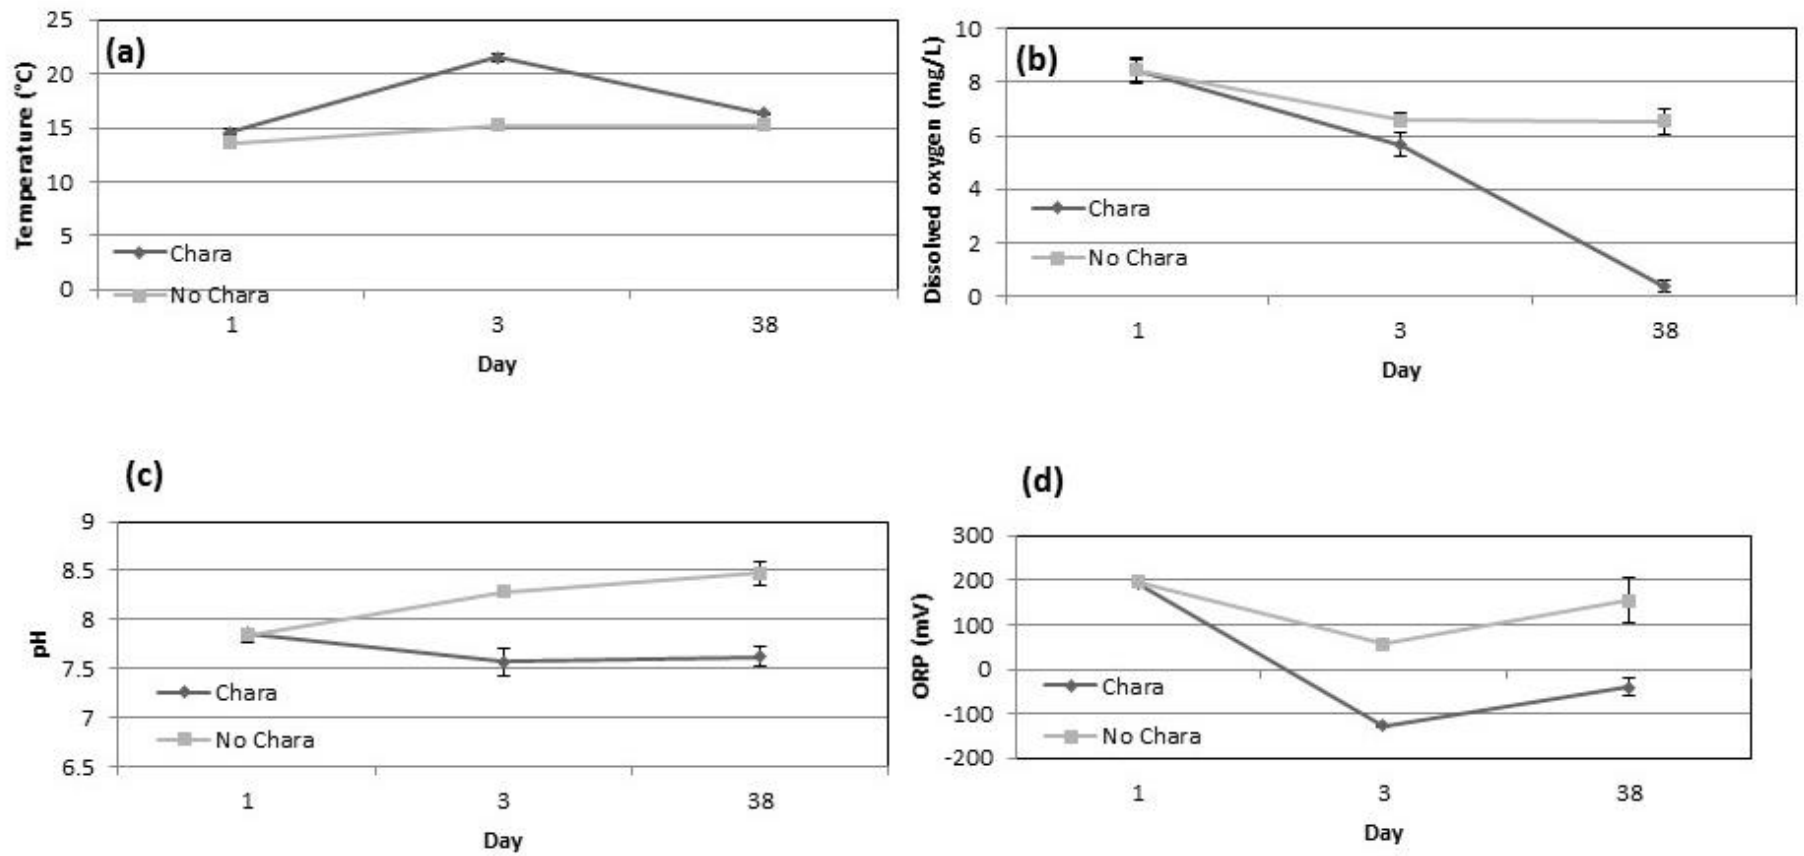 (a)
Temperature (°C)
25
20
15
10
5
0
Chara
No Chara
1 3 38
Day
(b)
Dissolved oxygen (mg/L)
10
8
6
4
2
0
Chara
No Chara
1 3 38
Day
(c)
pH
9
8.5
8
7.5
7
6.5
Chara
No Chara
1 3 38
Day
(d)
ORP (mV)
300
200
100
0
-100
-200
Chara
No Chara
1 3 38
Day